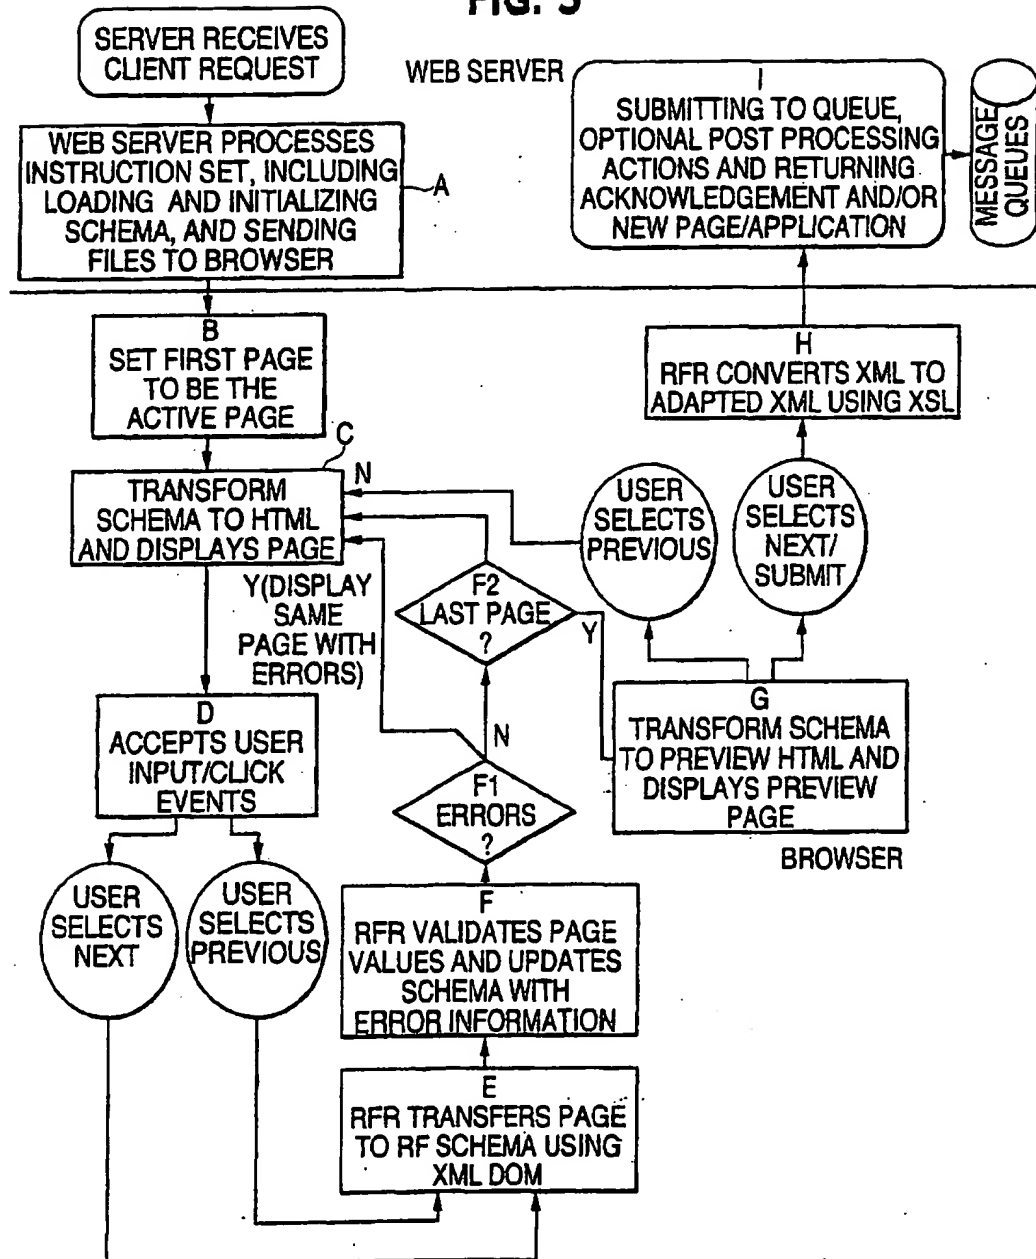 FIG. 5
SERVER RECEIVES
CLIENT REQUEST
WEB SERVER
WEB SERVER PROCESSES
INSTRUCTION SET, INCLUDING
LOADING AND INITIALIZING
SCHEMA, AND SENDING
FILES TO BROWSER
A
I
SUBMITTING TO QUEUE,
OPTIONAL POST PROCESSING
ACTIONS AND RETURNING
ACKNOWLEDGEMENT AND/OR
NEW PAGE/APPLICATION
MESSAGE
QUEUES
B
SET FIRST PAGE
TO BE THE
ACTIVE PAGE
C
TRANSFORM
SCHEMA TO HTML
AND DISPLAYS PAGE
N
H
RFR CONVERTS XML TO
ADAPTED XML USING XSL
USER
SELECTS
PREVIOUS
USER
SELECTS
NEXT/
SUBMIT
Y(DISPLAY
SAME
PAGE WITH
ERRORS)
F2
LAST PAGE
?
Y
G
TRANSFORM SCHEMA
TO PREVIEW HTML AND
DISPLAYS PREVIEW
PAGE
BROWSER
D
ACCEPTS USER
INPUT/CLICK
EVENTS
N
F1
ERRORS
?
USER
SELECTS
NEXT
USER
SELECTS
PREVIOUS
F
RFR VALIDATES PAGE
VALUES AND UPDATES
SCHEMA WITH
ERROR INFORMATION
E
RFR TRANSFERS PAGE
TO RF SCHEMA USING
XML DOM